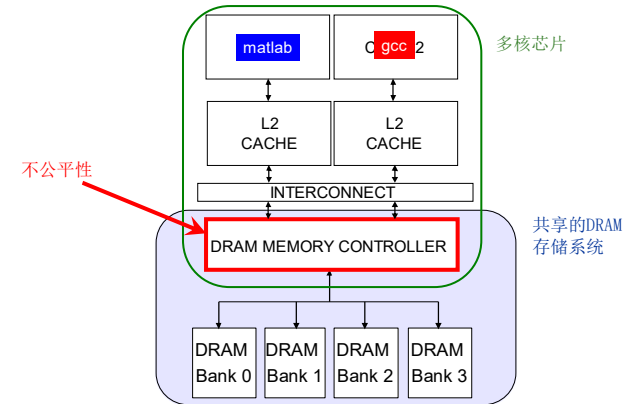 多核芯片
matlab
gcc
2
L2
CACHE
L2
CACHE
不公平性
INTERCONNECT
共享的DRAM
存储系统
DRAM MEMORY CONTROLLER
DRAM
Bank 0
DRAM
Bank 1
DRAM
Bank 2
DRAM
Bank 3